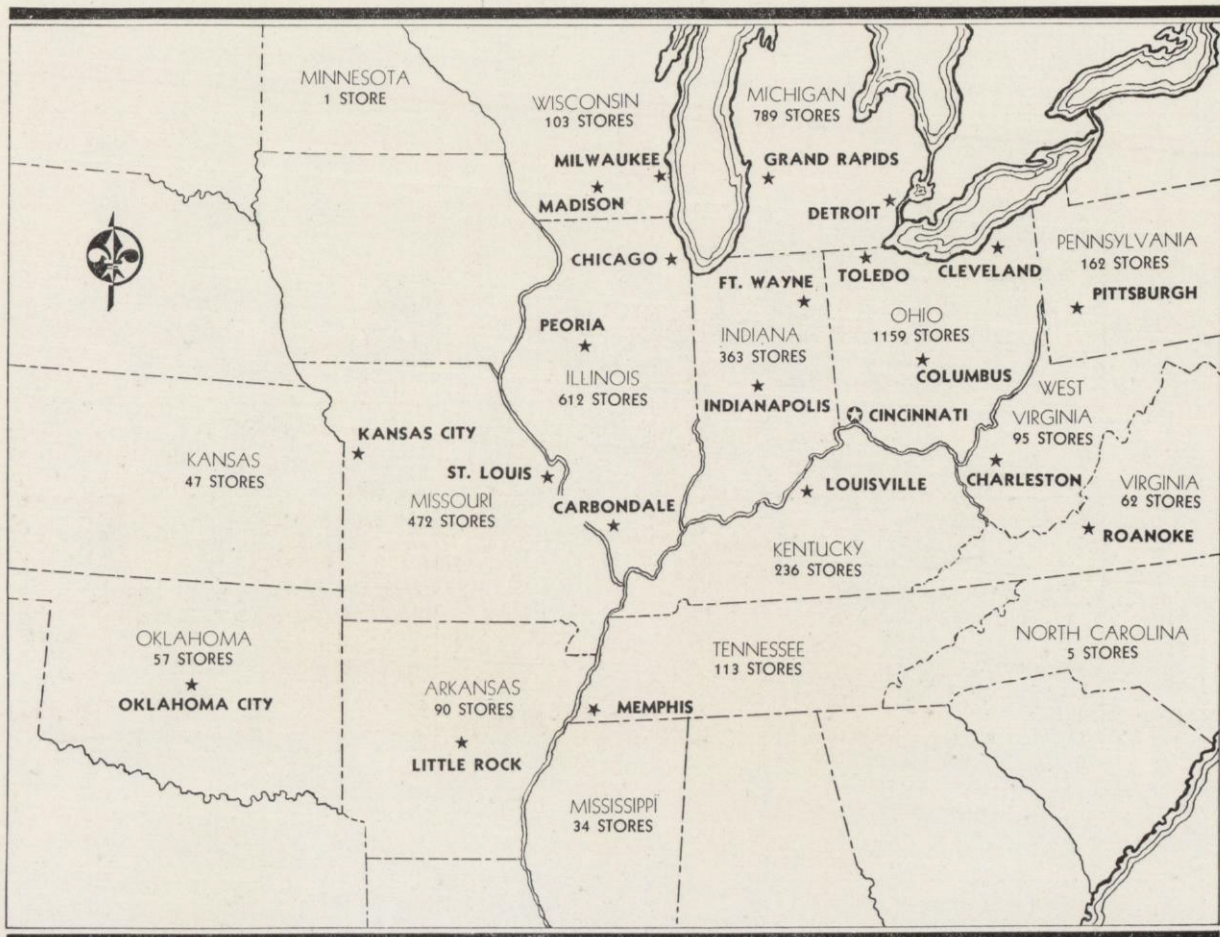 MINNESOTA
1 STORE
WISCONSIN
103 STORES
MICHIGAN
789 STORES
MILWAUKEE
MADISON
GRAND RAPIDS
DETROIT
CHICAGO
FT. WAYNE
TOLEDO
CLEVELAND
PENNSYLVANIA
162 STORES
PITTSBURGH
PEORIA
ILLINOIS
612 STORES
INDIANA
363 STORES
INDIANAPOLIS
OHIO
1159 STORES
COLUMBUS
CINCINNATI
WEST
VIRGINIA
95 STORES
CHARLESTON
KANSAS
47 STORES
KANSAS CITY
ST. LOUIS
MISSOURI
472 STORES
CARBONDALE
LOUISVILLE
KENTUCKY
236 STORES
VIRGINIA
62 STORES
ROANOKE
OKLAHOMA
57 STORES
OKLAHOMA CITY
ARKANSAS
90 STORES
LITTLE ROCK
TENNESSEE
113 STORES
MEMPHIS
NORTH CAROLINA
5 STORES
MISSISSIPPI
34 STORES